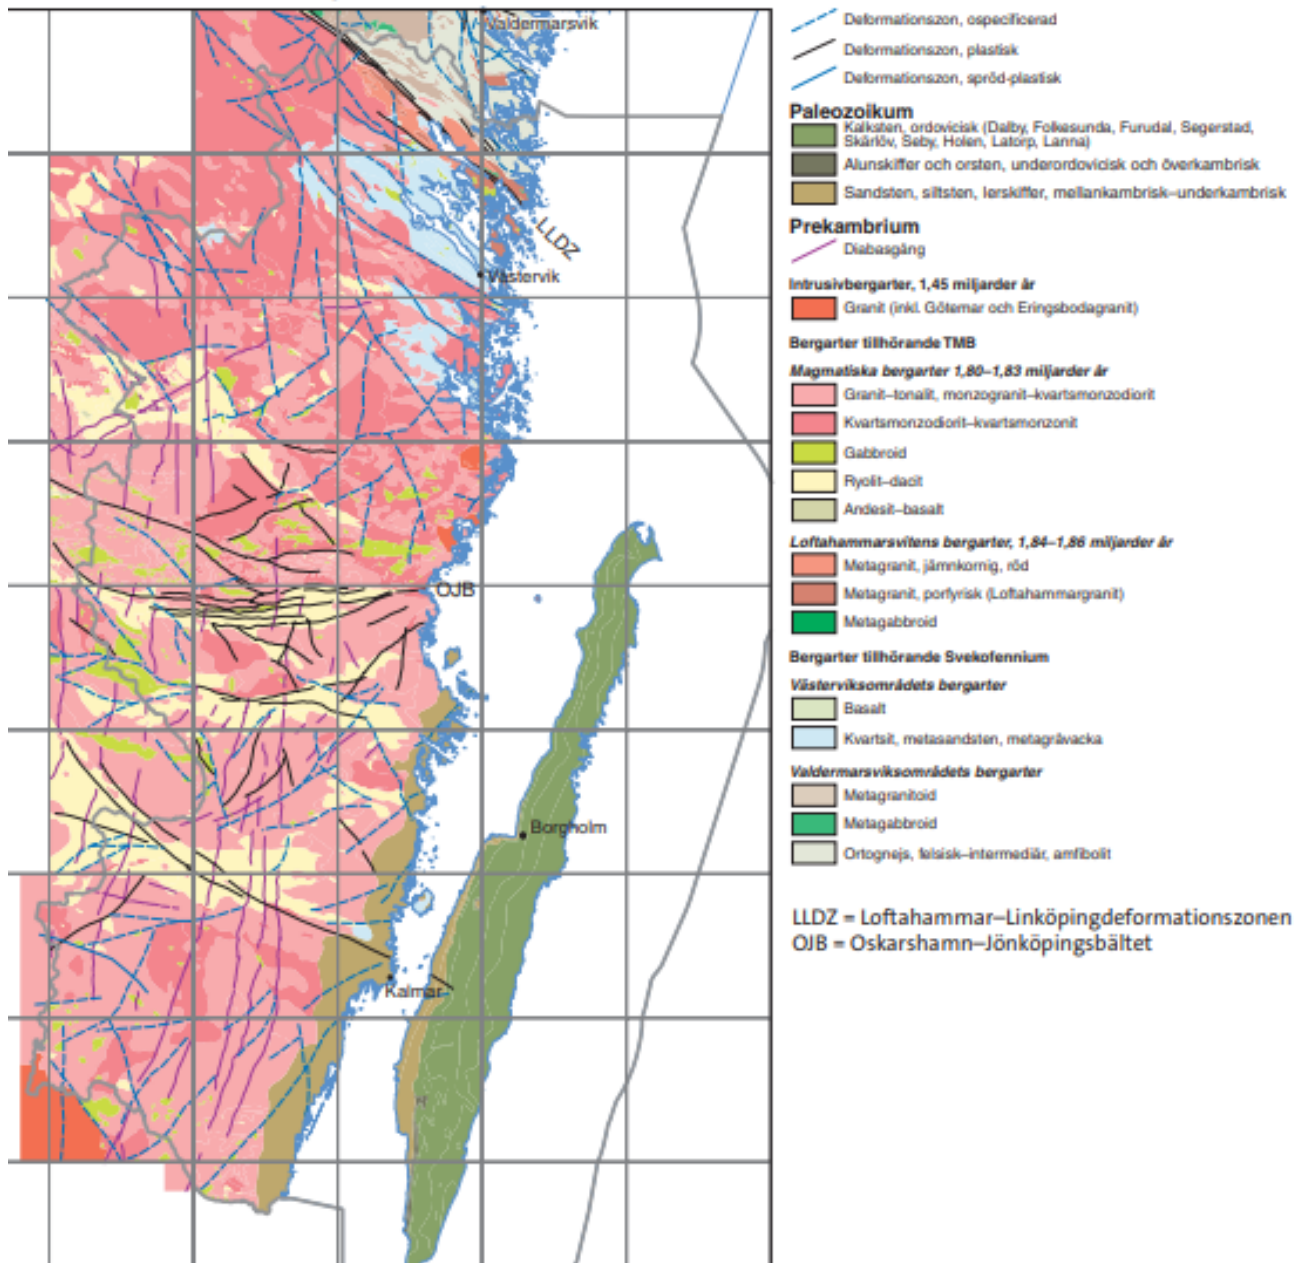 Valdermarsvik
LLDZ
Västervik
OJB
Borgholm
Kalmar
Deformationszon, ospecificerad
Deformationszon, plastisk
Deformationszon, spröd-plastisk
Paleozoikum
Kalksten, ordovicisk (Dalby, Folkesunda, Furudal, Segerstad,
Skärlöv, Seby, Holen, Latorp, Lanna)
Alunskiffer och orsten, underordovicisk och överkambrisk
Sandsten, siltsten, lerskiffer, mellankambrisk–underkambrisk
Prekambrium
Diabasgång
Intrusivbergarter, 1,45 miljarder år
Granit (inkl. Götemar och Eringsbodagranit)
Bergarter tillhörande TMB
Magmatiska bergarter 1,80–1,83 miljarder år
Granit–tonalit, monzogranit–kvartsmonzodiorit
Kvartsmonzodiorit–kvartsmonzonit
Gabbroid
Ryolit–dacit
Andesit–basalt
Loftahammarsvitens bergarter, 1,84–1,86 miljarder år
Metagranit, jämnkornig, röd
Metagranit, porfyrisk (Loftahammargranit)
Metagabbroid
Bergarter tillhörande Svekofennium
Västerviksområdets bergarter
Basalt
Kvartsit, metasandsten, metagråvacka
Valdermarsviksområdets bergarter
Metagranitoid
Metagabbroid
Ortognejs, felsisk–intermediär, amfibolit
LLDZ = Loftahammar–Linköpingdeformationszonen
OJB = Oskarshamn–Jönköpingsbältet